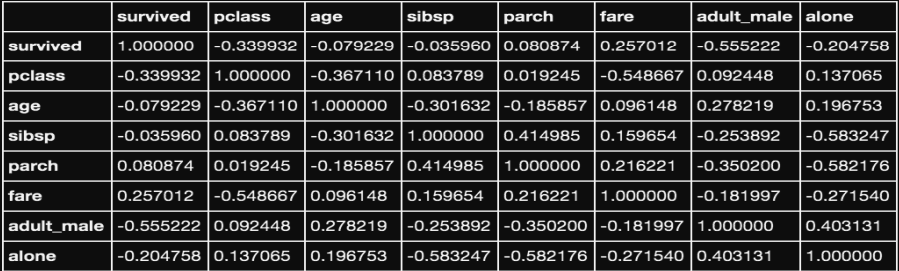 survived pclass age sibsp parch fare adult_male alone
survived 1.000000 -0.339932 -0.079229 -0.035960 0.080874 0.257012 -0.555222 -0.204758
pclass -0.339932 1.000000 -0.367110 0.083789 0.019245 -0.548667 0.092448 0.137065
age -0.079229 -0.367110 1.000000 -0.301632 -0.185857 0.096148 0.278219 0.196753
sibsp -0.035960 0.083789 -0.301632 1.000000 0.414985 0.159654 -0.253892 -0.583247
parch 0.080874 0.019245 -0.185857 0.414985 1.000000 0.216221 -0.350200 -0.582176
fare 0.257012 -0.548667 0.096148 0.159654 0.216221 1.000000 -0.181997 -0.271540
adult_male -0.555222 0.092448 0.278219 -0.253892 -0.350200 -0.181997 1.000000 0.403131
alone -0.204758 0.137065 0.196753 -0.583247 -0.582176 -0.271540 0.403131 1.000000